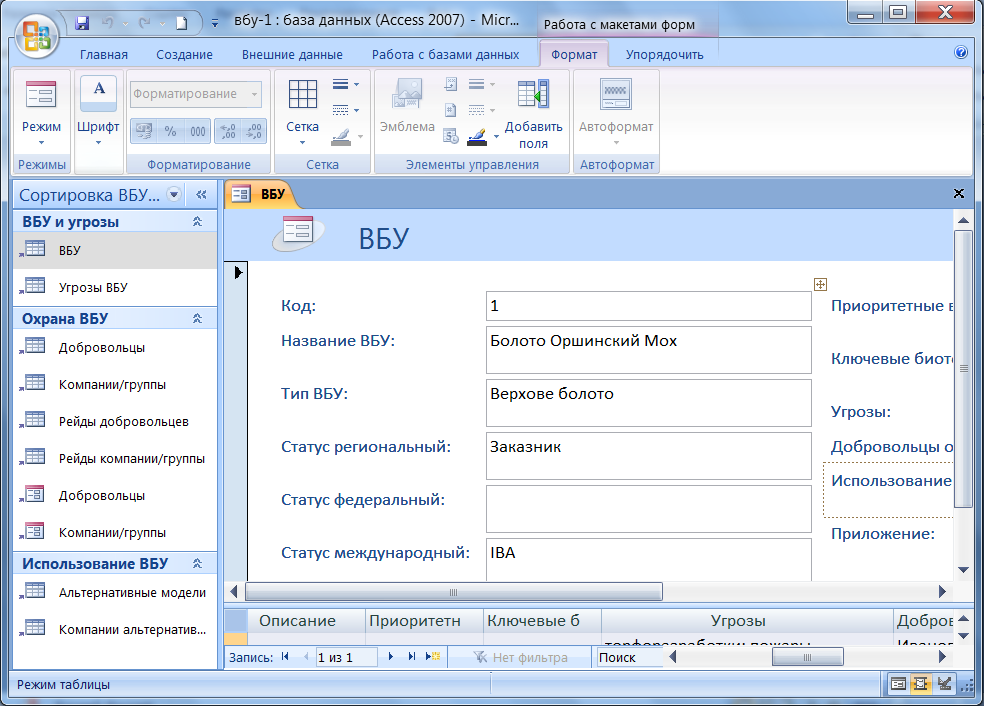 вбу-1 : база данных (Access 2007) - Micr...
Работа с макетами форм
Главная Создание Внешние данные Работа с базами данных Формат Упорядочить
Режим
Режимы
А
Шрифт
Форматирование
% 000
Форматирование
Сетка
Сетка
Эмблема
Добавить
поля
Элементы управления
Автоформат
Автоформат
Сортировка ВБУ...
ВБУ и угрозы
ВБУ
Угрозы ВБУ
Охрана ВБУ
Добровольцы
Компании/группы
Рейды добровольцев
Рейды компании/группы
Добровольцы
Компании/группы
Использование ВБУ
Альтернативные модели
Компании альтернатив...
ВБУ
ВБУ
Код: 1
Название ВБУ: Болото Оршинский Мох
Тип ВБУ: Верхове болото
Статус региональный: Заказник
Статус федеральный:
Статус международный: IBA
Приоритетные в
Ключевые биот
Угрозы:
Добровольцы о
Использование
Приложение:
Описание Приоритетн Ключевые б Угрозы Добров
Запись: 1 из 1 Нет фильтра Поиск
Режим таблицы